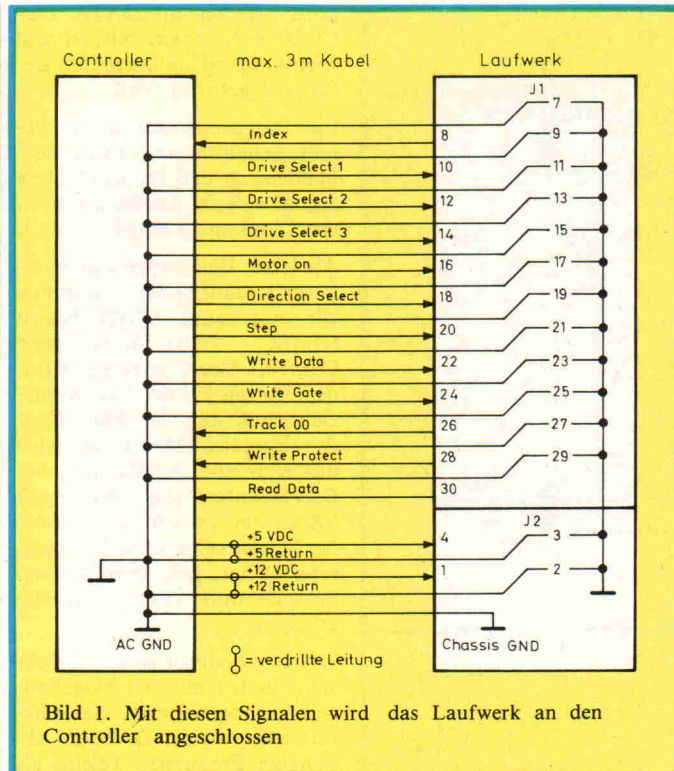 Controller max. 3 m Kabel Laufwerk
J1
7
Index 8 9
Drive Select 1 10 11
Drive Select 2 12 13
Drive Select 3 14 15
Motor on 16 17
Direction Select 18 19
Step 20 21
Write Data 22 23
Write Gate 24 25
Track 00 26 27
Write Protect 28 29
Read Data 30
J2
+5 VDC 4 3
+5 Return
+12 VDC 1 2
+12 Return
AC GND Chassis GND
= verdrillte Leitung
Bild 1. Mit diesen Signalen wird das Laufwerk an den
Controller angeschlossen